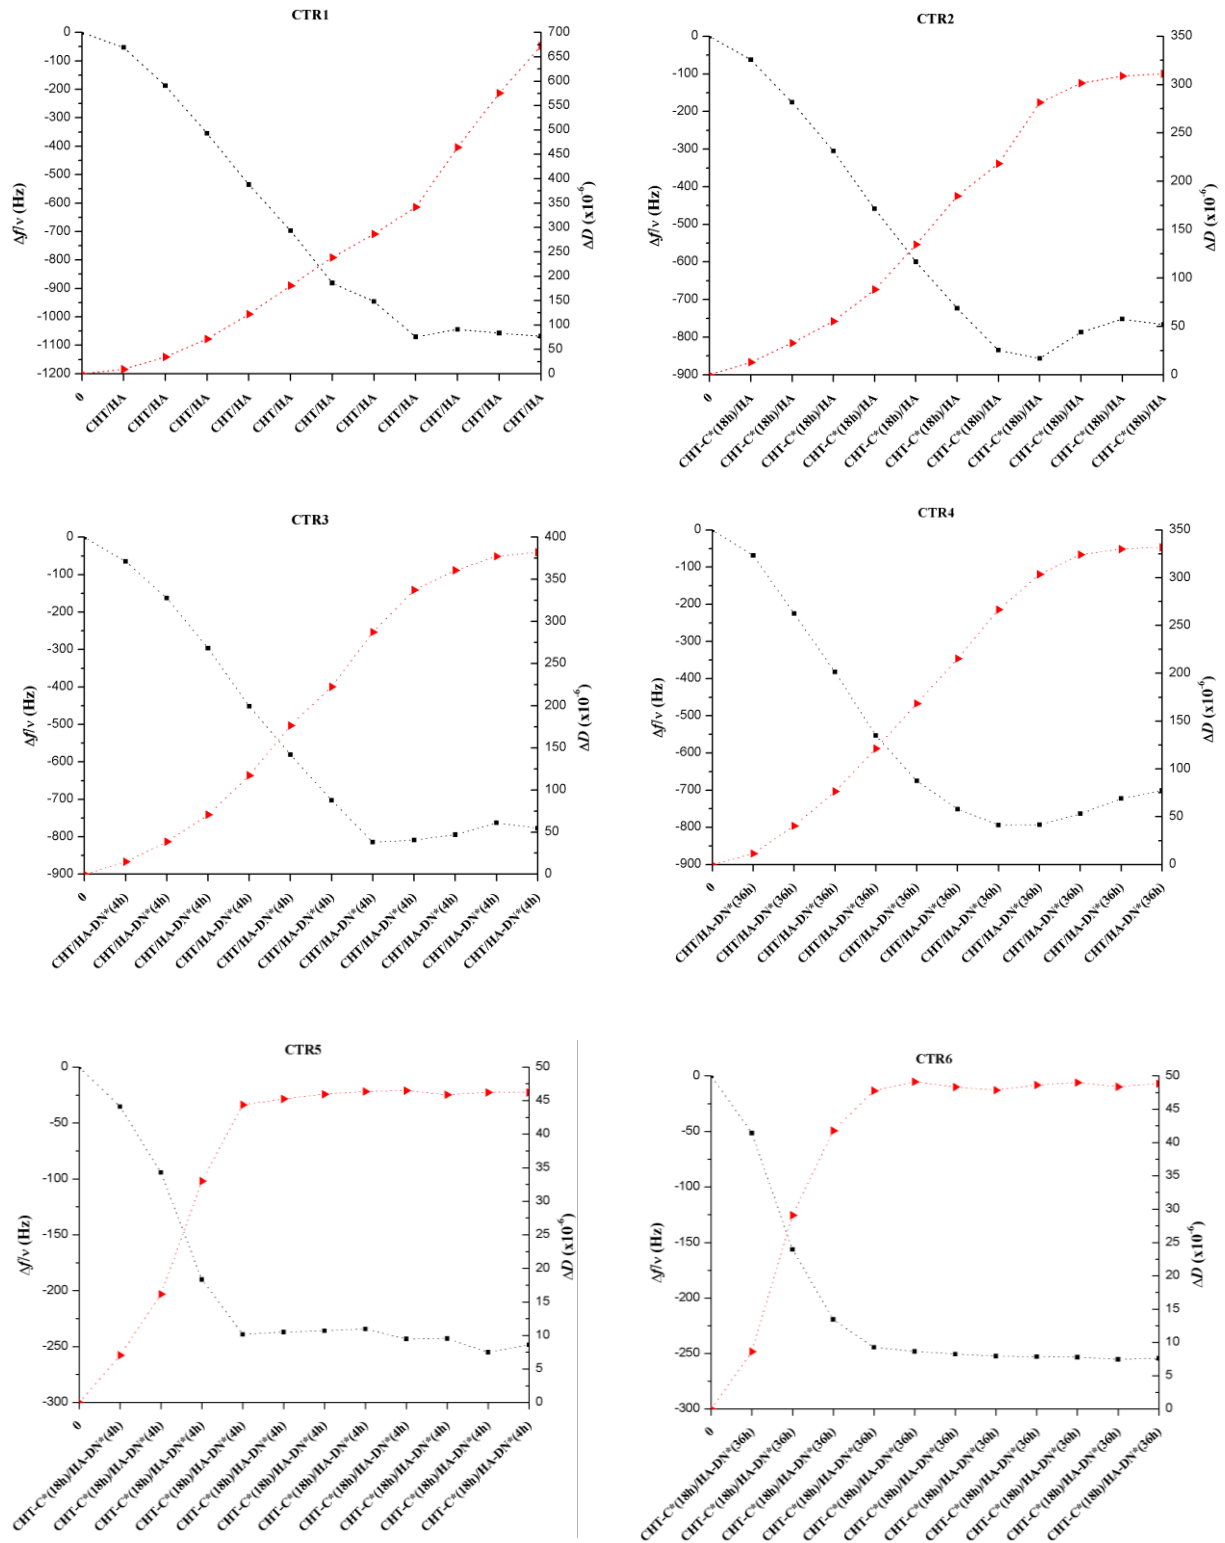 CTR1
0
-100
-200
-300
-400
-500
-600
-700
-800
-900
-1000
-1100
-1200
Δf/ν (Hz)
700
650
600
550
500
450
400
350
300
250
200
150
100
50
0
ΔD (x10⁻⁶)
0
CHT/HA
CHT/HA
CHT/HA
CHT/HA
CHT/HA
CHT/HA
CHT/HA
CHT/HA
CHT/HA
CHT/HA
CHT/HA
CTR2
0
-100
-200
-300
-400
-500
-600
-700
-800
-900
Δf/ν (Hz)
350
300
250
200
150
100
50
0
ΔD (x10⁻⁶)
0
CHT-C*(18h)/HA
CHT-C*(18h)/HA
CHT-C*(18h)/HA
CHT-C*(18h)/HA
CHT-C*(18h)/HA
CHT-C*(18h)/HA
CHT-C*(18h)/HA
CHT-C*(18h)/HA
CHT-C*(18h)/HA
CHT-C*(18h)/HA
CHT-C*(18h)/HA
CTR3
0
-100
-200
-300
-400
-500
-600
-700
-800
-900
Δf/ν (Hz)
400
350
300
250
200
150
100
50
0
ΔD (x10⁻⁶)
0
CHT/HA-DN*(4h)
CHT/HA-DN*(4h)
CHT/HA-DN*(4h)
CHT/HA-DN*(4h)
CHT/HA-DN*(4h)
CHT/HA-DN*(4h)
CHT/HA-DN*(4h)
CHT/HA-DN*(4h)
CHT/HA-DN*(4h)
CHT/HA-DN*(4h)
CHT/HA-DN*(4h)
CTR4
0
-100
-200
-300
-400
-500
-600
-700
-800
-900
Δf/ν (Hz)
350
300
250
200
150
100
50
0
ΔD (x10⁻⁶)
0
CHT/HA-DN*(36h)
CHT/HA-DN*(36h)
CHT/HA-DN*(36h)
CHT/HA-DN*(36h)
CHT/HA-DN*(36h)
CHT/HA-DN*(36h)
CHT/HA-DN*(36h)
CHT/HA-DN*(36h)
CHT/HA-DN*(36h)
CHT/HA-DN*(36h)
CHT/HA-DN*(36h)
CTR5
0
-50
-100
-150
-200
-250
-300
Δf/ν (Hz)
50
45
40
35
30
25
20
15
10
5
0
ΔD (x10⁻⁶)
0
CHT-C*(18h)/HA-DN*(4h)
CHT-C*(18h)/HA-DN*(4h)
CHT-C*(18h)/HA-DN*(4h)
CHT-C*(18h)/HA-DN*(4h)
CHT-C*(18h)/HA-DN*(4h)
CHT-C*(18h)/HA-DN*(4h)
CHT-C*(18h)/HA-DN*(4h)
CHT-C*(18h)/HA-DN*(4h)
CHT-C*(18h)/HA-DN*(4h)
CHT-C*(18h)/HA-DN*(4h)
CHT-C*(18h)/HA-DN*(4h)
CTR6
0
-50
-100
-150
-200
-250
-300
Δf/ν (Hz)
50
45
40
35
30
25
20
15
10
5
0
ΔD (x10⁻⁶)
0
CHT-C*(18h)/HA-DN*(36h)
CHT-C*(18h)/HA-DN*(36h)
CHT-C*(18h)/HA-DN*(36h)
CHT-C*(18h)/HA-DN*(36h)
CHT-C*(18h)/HA-DN*(36h)
CHT-C*(18h)/HA-DN*(36h)
CHT-C*(18h)/HA-DN*(36h)
CHT-C*(18h)/HA-DN*(36h)
CHT-C*(18h)/HA-DN*(36h)
CHT-C*(18h)/HA-DN*(36h)
CHT-C*(18h)/HA-DN*(36h)